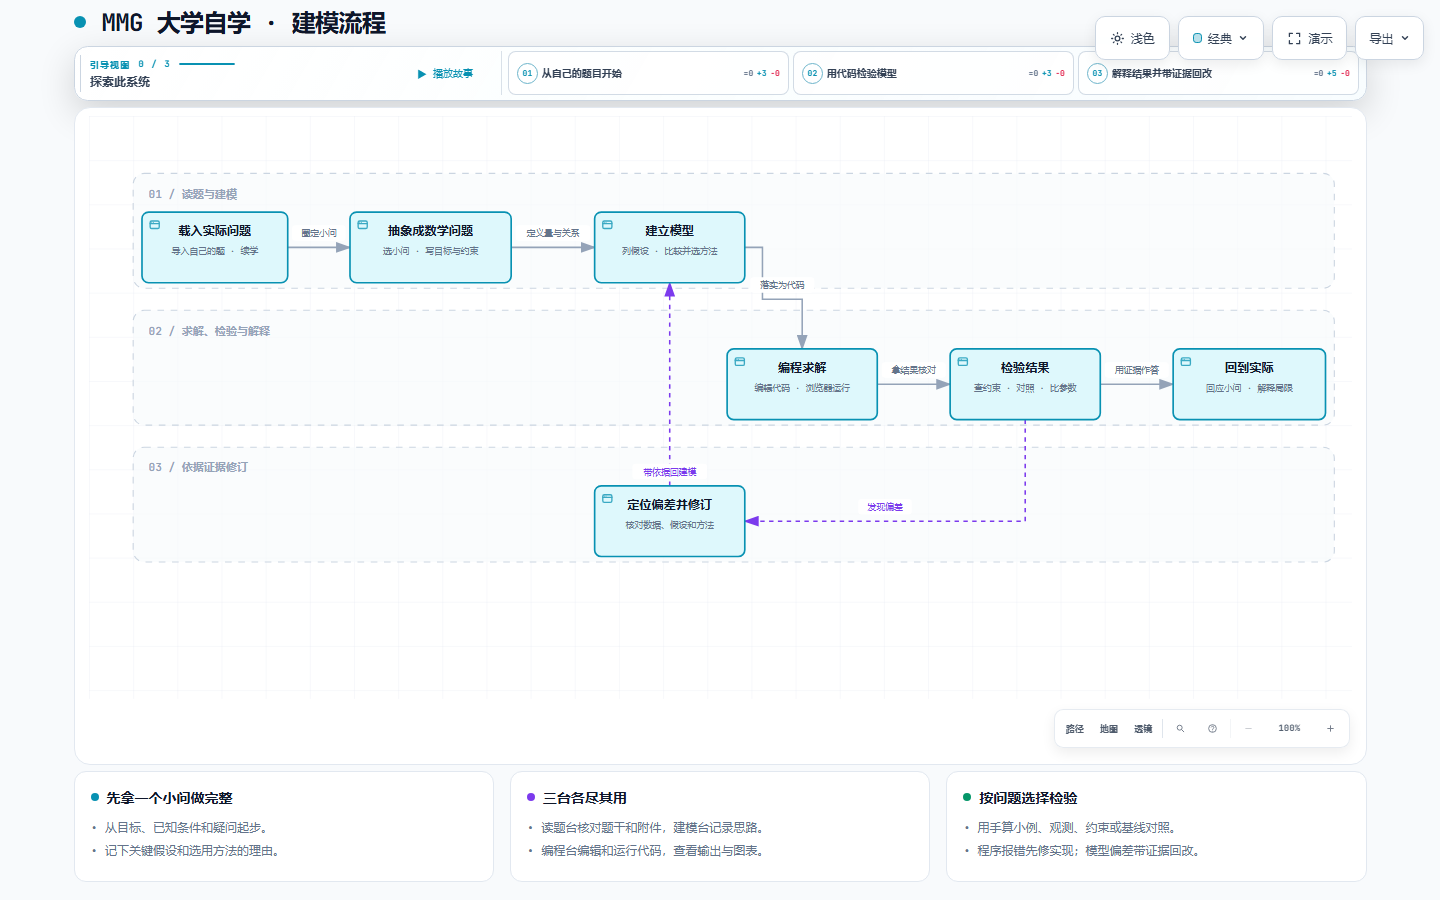 MMG 大学自学 · 建模流程
浅色
经典
演示
导出
引导视图 0 / 3
探索此系统
播放故事
01 从自己的题目开始 =0 +3 -0
02 用代码检验模型 =0 +3 -0
03 解释结果并带证据回改 =0 +5 -0
01 / 读题与建模
载入实际问题
导入自己的题 · 续学
圈定小问
抽象成数学问题
选小问 · 写目标与约束
定义量与关系
建立模型
列假设 · 比较并选方法
落实为代码
02 / 求解、检验与解释
编程求解
编辑代码 · 浏览器运行
拿结果核对
检验结果
查约束 · 对照 · 比参数
用证据作答
回到实际
回应小问 · 解释局限
03 / 依据证据修订
带依据回建模
定位偏差并修订
核对数据、假设和方法
发现偏差
路径 地图 透镜 100%
先拿一个小问做完整
• 从目标、已知条件和疑问起步。
• 记下关键假设和选用方法的理由。
三台各尽其用
• 读题台核对题干和附件，建模台记录思路。
• 编程台编辑和运行代码，查看输出与图表。
按问题选择检验
• 用手算小例、观测、约束或基线对照。
• 程序报错先修实现；模型偏差带证据回改。